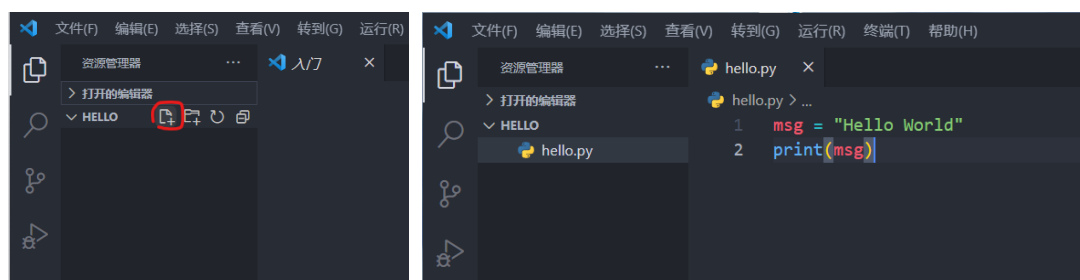 文件(F) 编辑(E) 选择(S) 查看(V) 转到(G) 运行(R)
资源管理器 ··· 入门 ×
> 打开的编辑器
HELLO
文件(F) 编辑(E) 选择(S) 查看(V) 转到(G) 运行(R) 终端(T) 帮助(H)
资源管理器 ··· hello.py ×
> 打开的编辑器
hello.py > ...
HELLO
hello.py
1 msg = "Hello World"
2 print(msg)